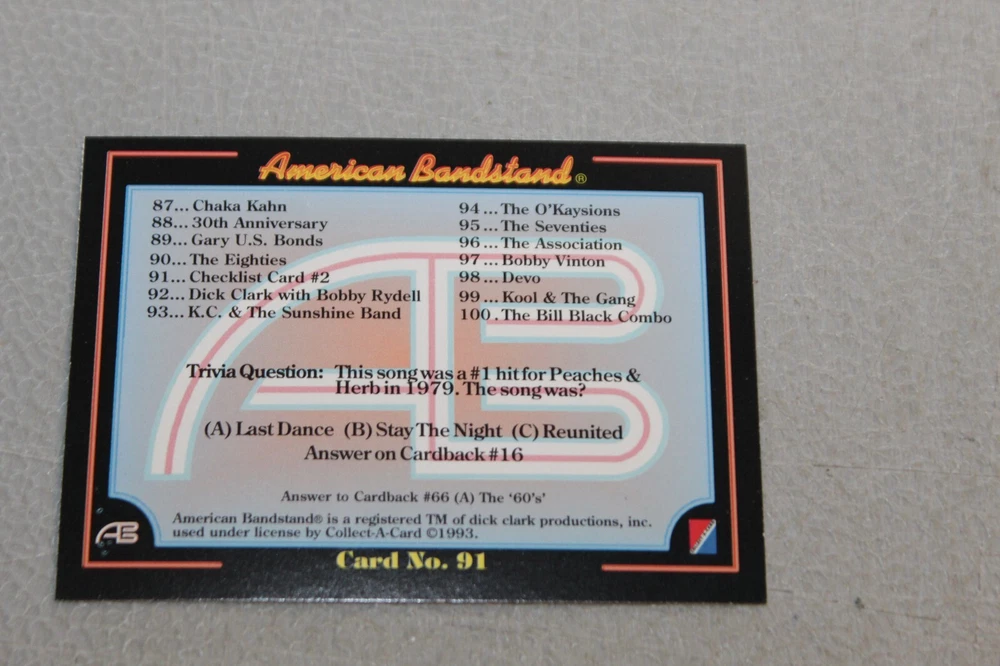 American Bandstand®
87... Chaka Kahn
88... 30th Anniversary
89... Gary U.S. Bonds
90... The Eighties
91... Checklist Card #2
92... Dick Clark with Bobby Rydell
93... K.C. & The Sunshine Band
94... The O'Kaysions
95... The Seventies
96... The Association
97... Bobby Vinton
98... Devo
99... Kool & The Gang
100. The Bill Black Combo
Trivia Question: This song was a #1 hit for Peaches &
Herb in 1979. The song was?
(A) Last Dance (B) Stay The Night (C) Reunited
Answer on Cardback #16
Answer to Cardback #66 (A) The ‘60's’
American Bandstand® is a registered TM of dick clark productions, inc.
used under license by Collect-A-Card ©1993.
AB
Card No. 91